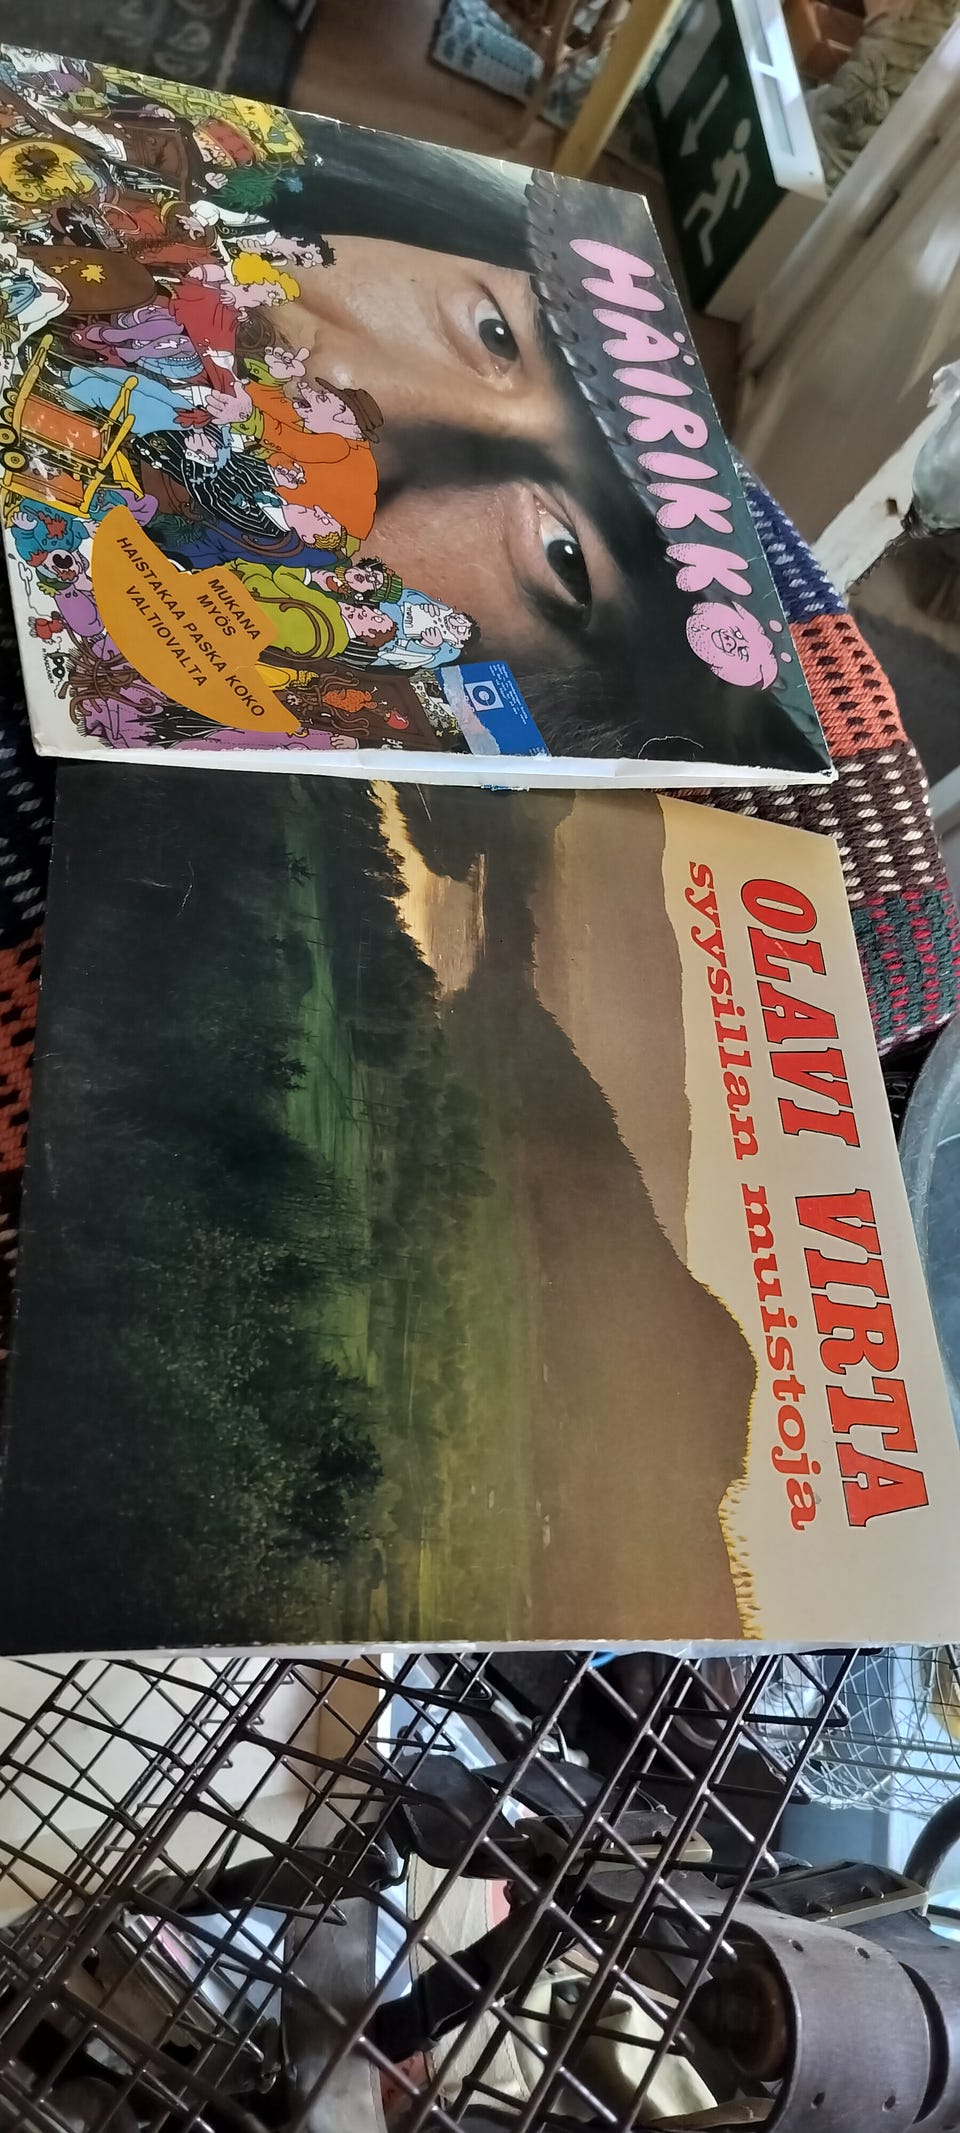 HÄIRIKKÖ
MUKANA
MYÖS
HAISTAKAA PASKA KOKO
VALTIOVALTA
OLAVI VIRTA
syysillan muistoja